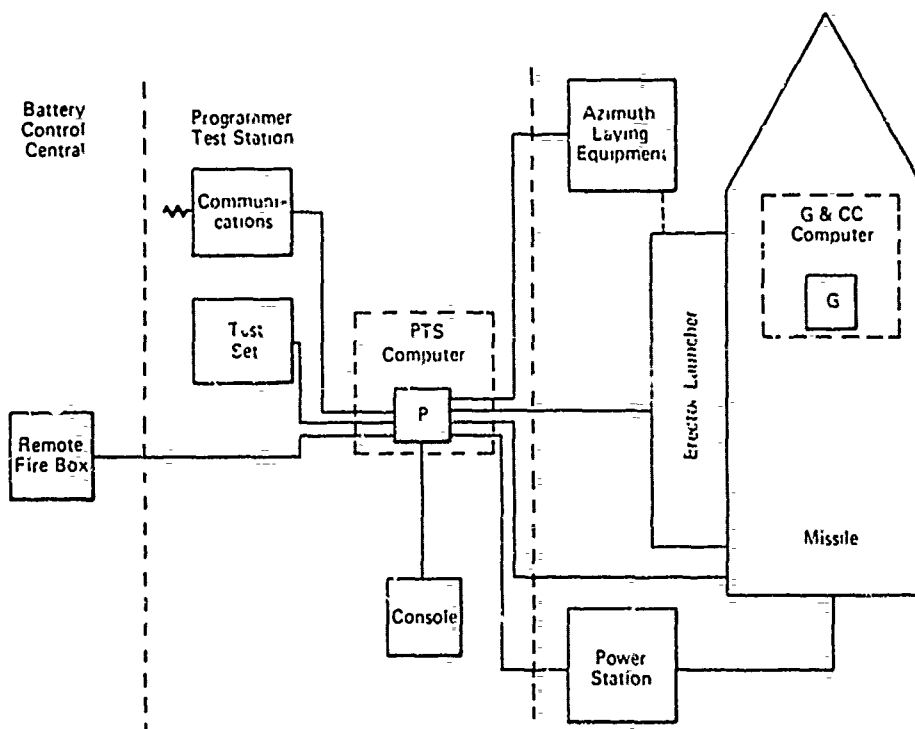 Battery
Control
Central
Programmer
Test Station
Communi-
cations
Test
Set
Remote
Fire Box
PTS
Computer
P
Console
Azimuth
Laying
Equipment
Erector Launcher
G & CC
Computer
G
Missile
Power
Station